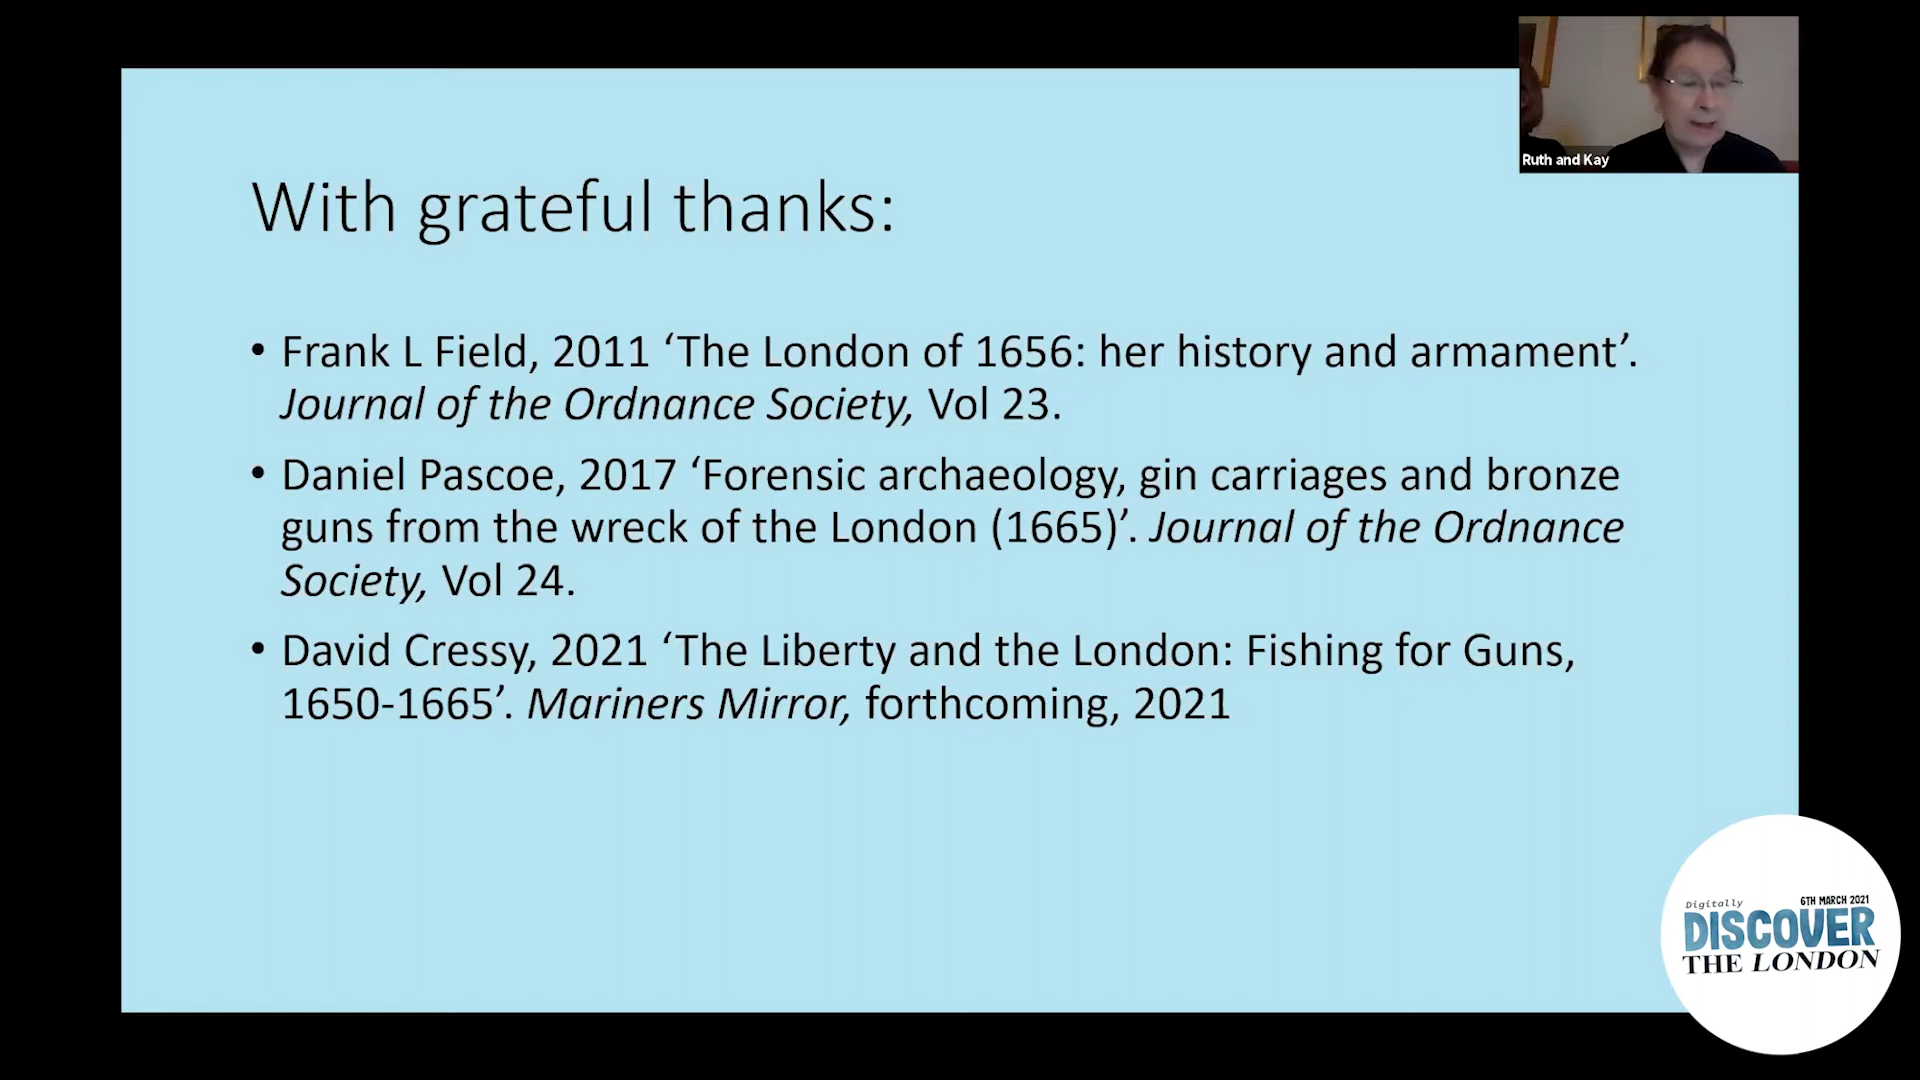 Ruth and Kay
With grateful thanks:
• Frank L Field, 2011 ‘The London of 1656: her history and armament’.
Journal of the Ordnance Society, Vol 23.
• Daniel Pascoe, 2017 ‘Forensic archaeology, gin carriages and bronze
guns from the wreck of the London (1665)’. Journal of the Ordnance
Society, Vol 24.
• David Cressy, 2021 ‘The Liberty and the London: Fishing for Guns,
1650-1665’. Mariners Mirror, forthcoming, 2021
Digitally 6TH MARCH 2021
DISCOVER
THE LONDON